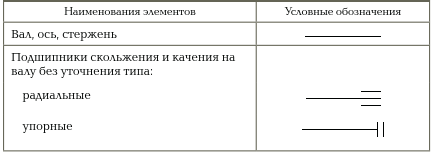 Наименования элементов
Условные обозначения
Вал, ось, стержень
Подшипники скольжения и качения на
валу без уточнения типа:
радиальные
упорные